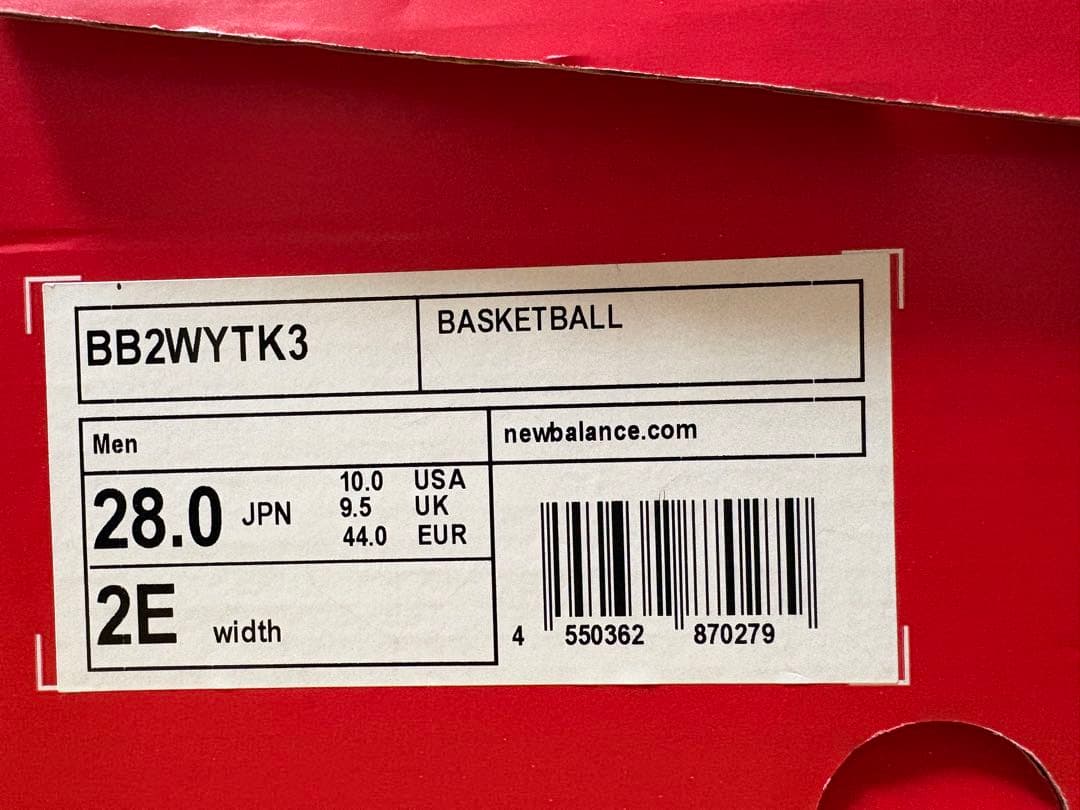 BB2WYTK3
BASKETBALL
Men
newbalance.com
28.0 JPN
10.0 USA
9.5 UK
44.0 EUR
2E width
4 550362 870279